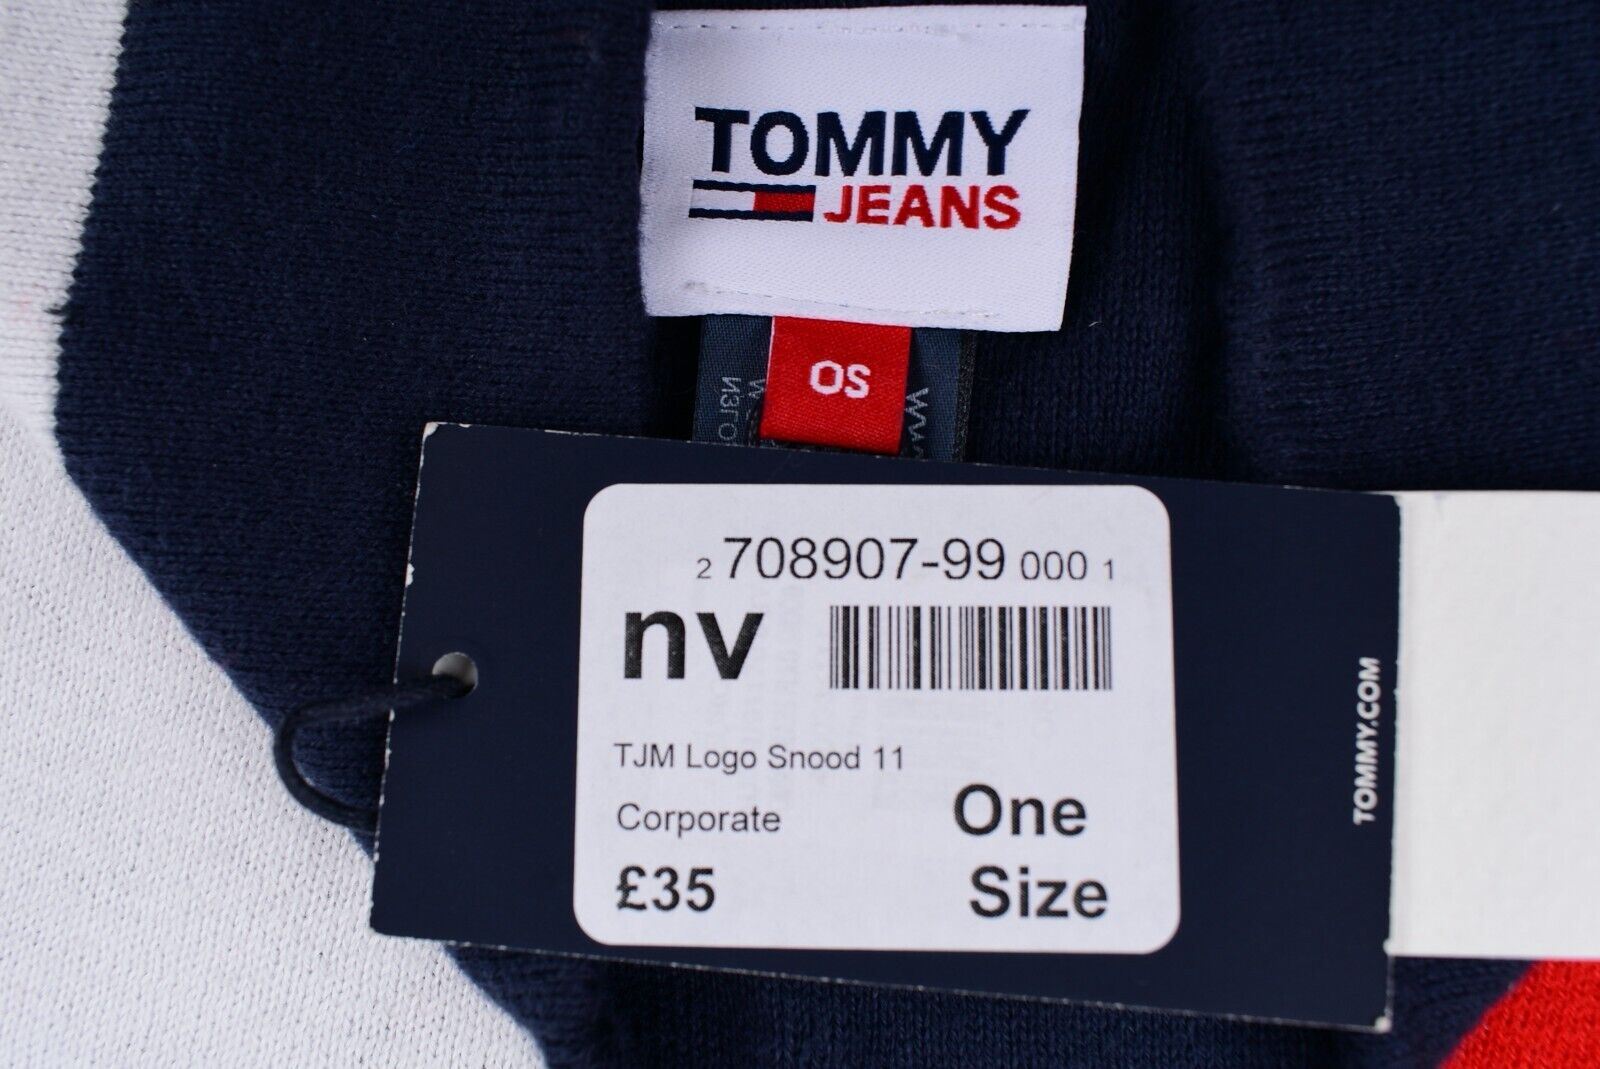 TOMMY
JEANS
OS
ИЗГО
2 708907-99 000 1
nv
TJM Logo Snood 11
Corporate
One
Size
£35
TOMMY.COM